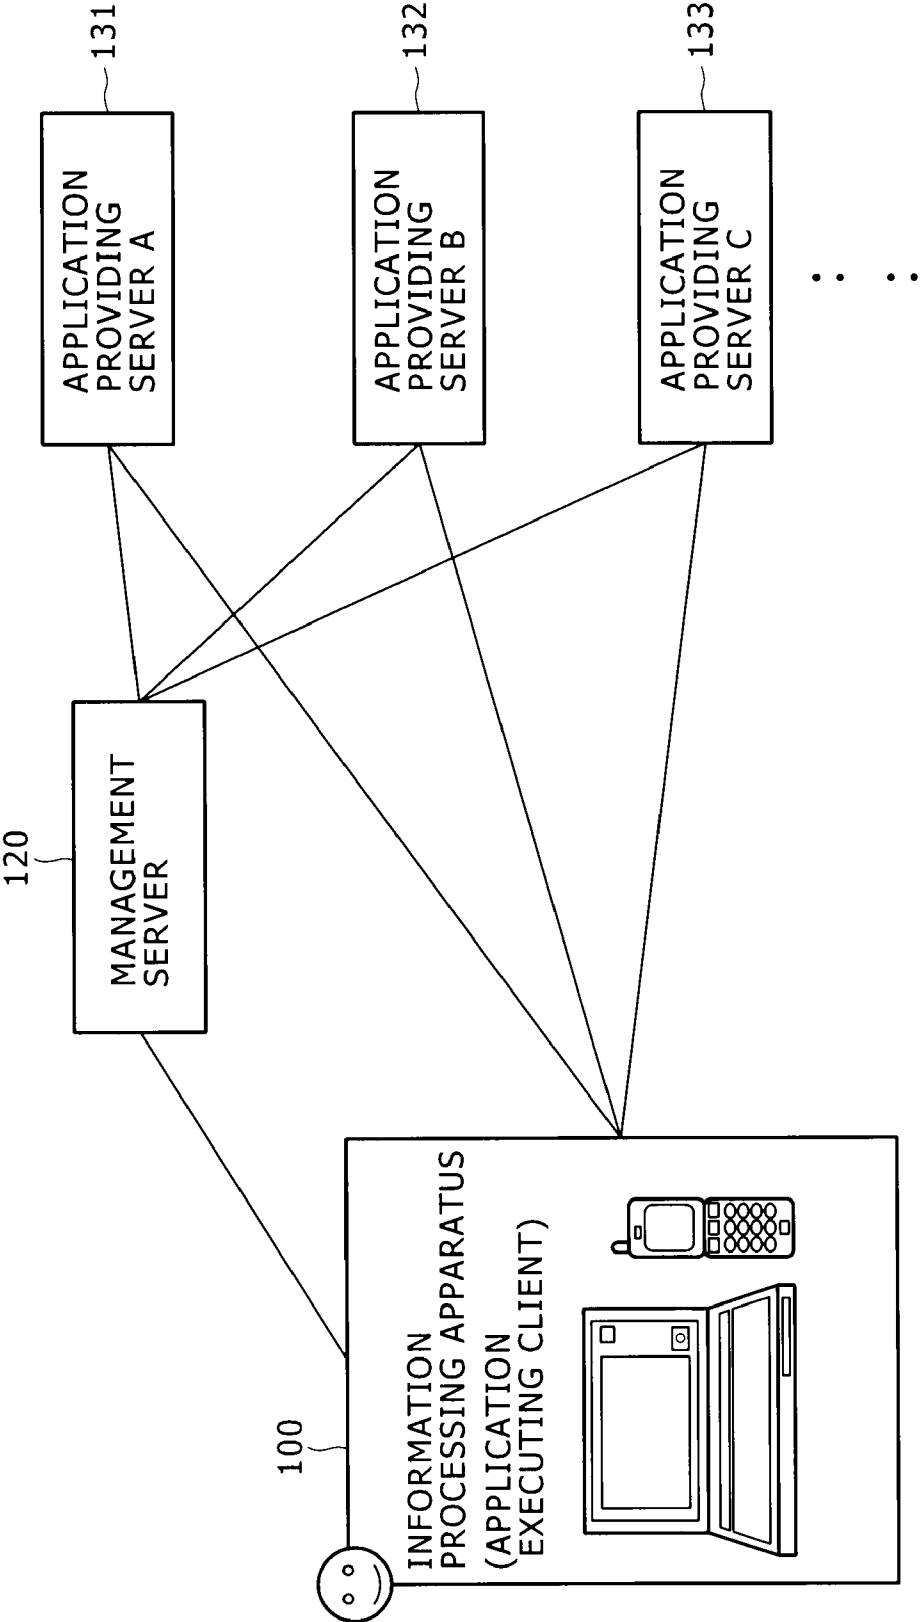 131
APPLICATION
PROVIDING
SERVER A
132
APPLICATION
PROVIDING
SERVER B
133
APPLICATION
PROVIDING
SERVER C
120
MANAGEMENT
SERVER
100
INFORMATION
PROCESSING APPARATUS
(APPLICATION
EXECUTING CLIENT)